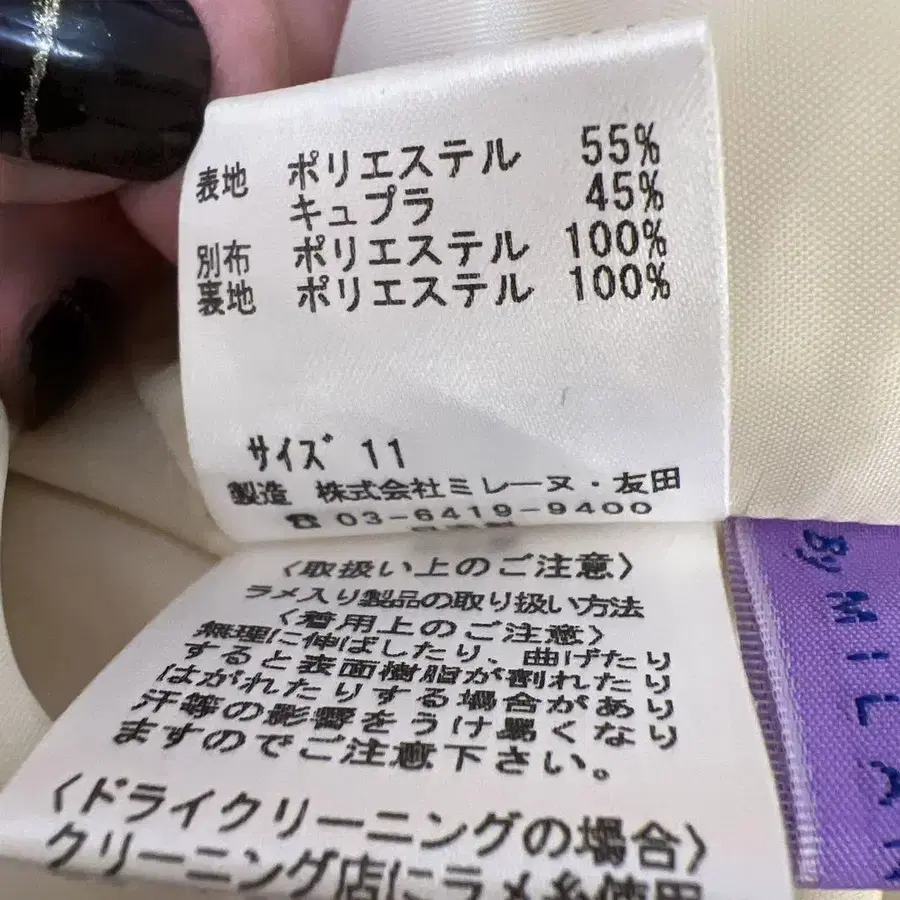 表地 ポリエステル 55%
キュプラ 45%
別布 ポリエステル 100%
表地 ポリエステル 100%
サイズ 11
製造 株式会社ミレーヌ・友田
☎ 03-6419-9400
〈取扱い上のご注意〉
ラメ入り製品の取り扱い方法
〈着用上のご注意〉
無理に伸ばしたり、曲げたり
すると表面樹脂が割れたり
はがれたりする場合があり
汗等の影響をうけ易くなり
ますのでご注意下さい。
〈ドライクリーニングの場合〉
クリーニング店にラメ糸使用
By MiLA